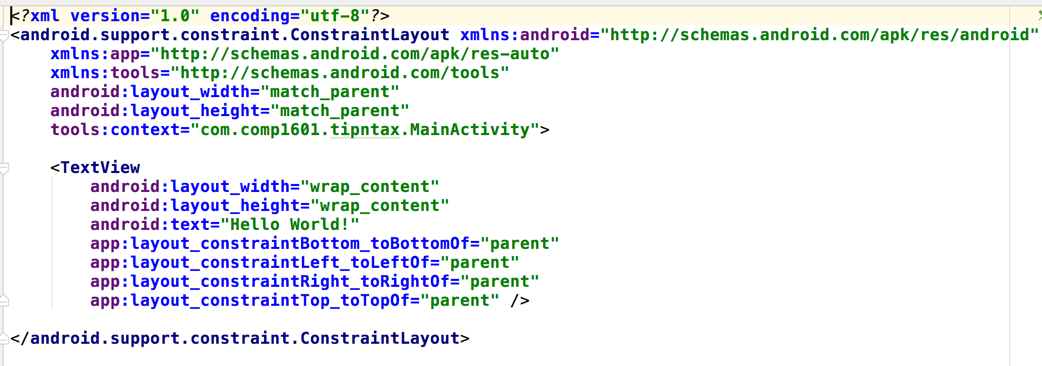 <?xml version="1.0" encoding="utf-8"?>
<android.support.constraint.ConstraintLayout xmlns:android="http://schemas.android.com/apk/res/android"
    xmlns:app="http://schemas.android.com/apk/res-auto"
    xmlns:tools="http://schemas.android.com/tools"
    android:layout_width="match_parent"
    android:layout_height="match_parent"
    tools:context="com.comp1601.tipntax.MainActivity">

    <TextView
        android:layout_width="wrap_content"
        android:layout_height="wrap_content"
        android:text="Hello World!"
        app:layout_constraintBottom_toBottomOf="parent"
        app:layout_constraintLeft_toLeftOf="parent"
        app:layout_constraintRight_toRightOf="parent"
        app:layout_constraintTop_toTopOf="parent" />

</android.support.constraint.ConstraintLayout>